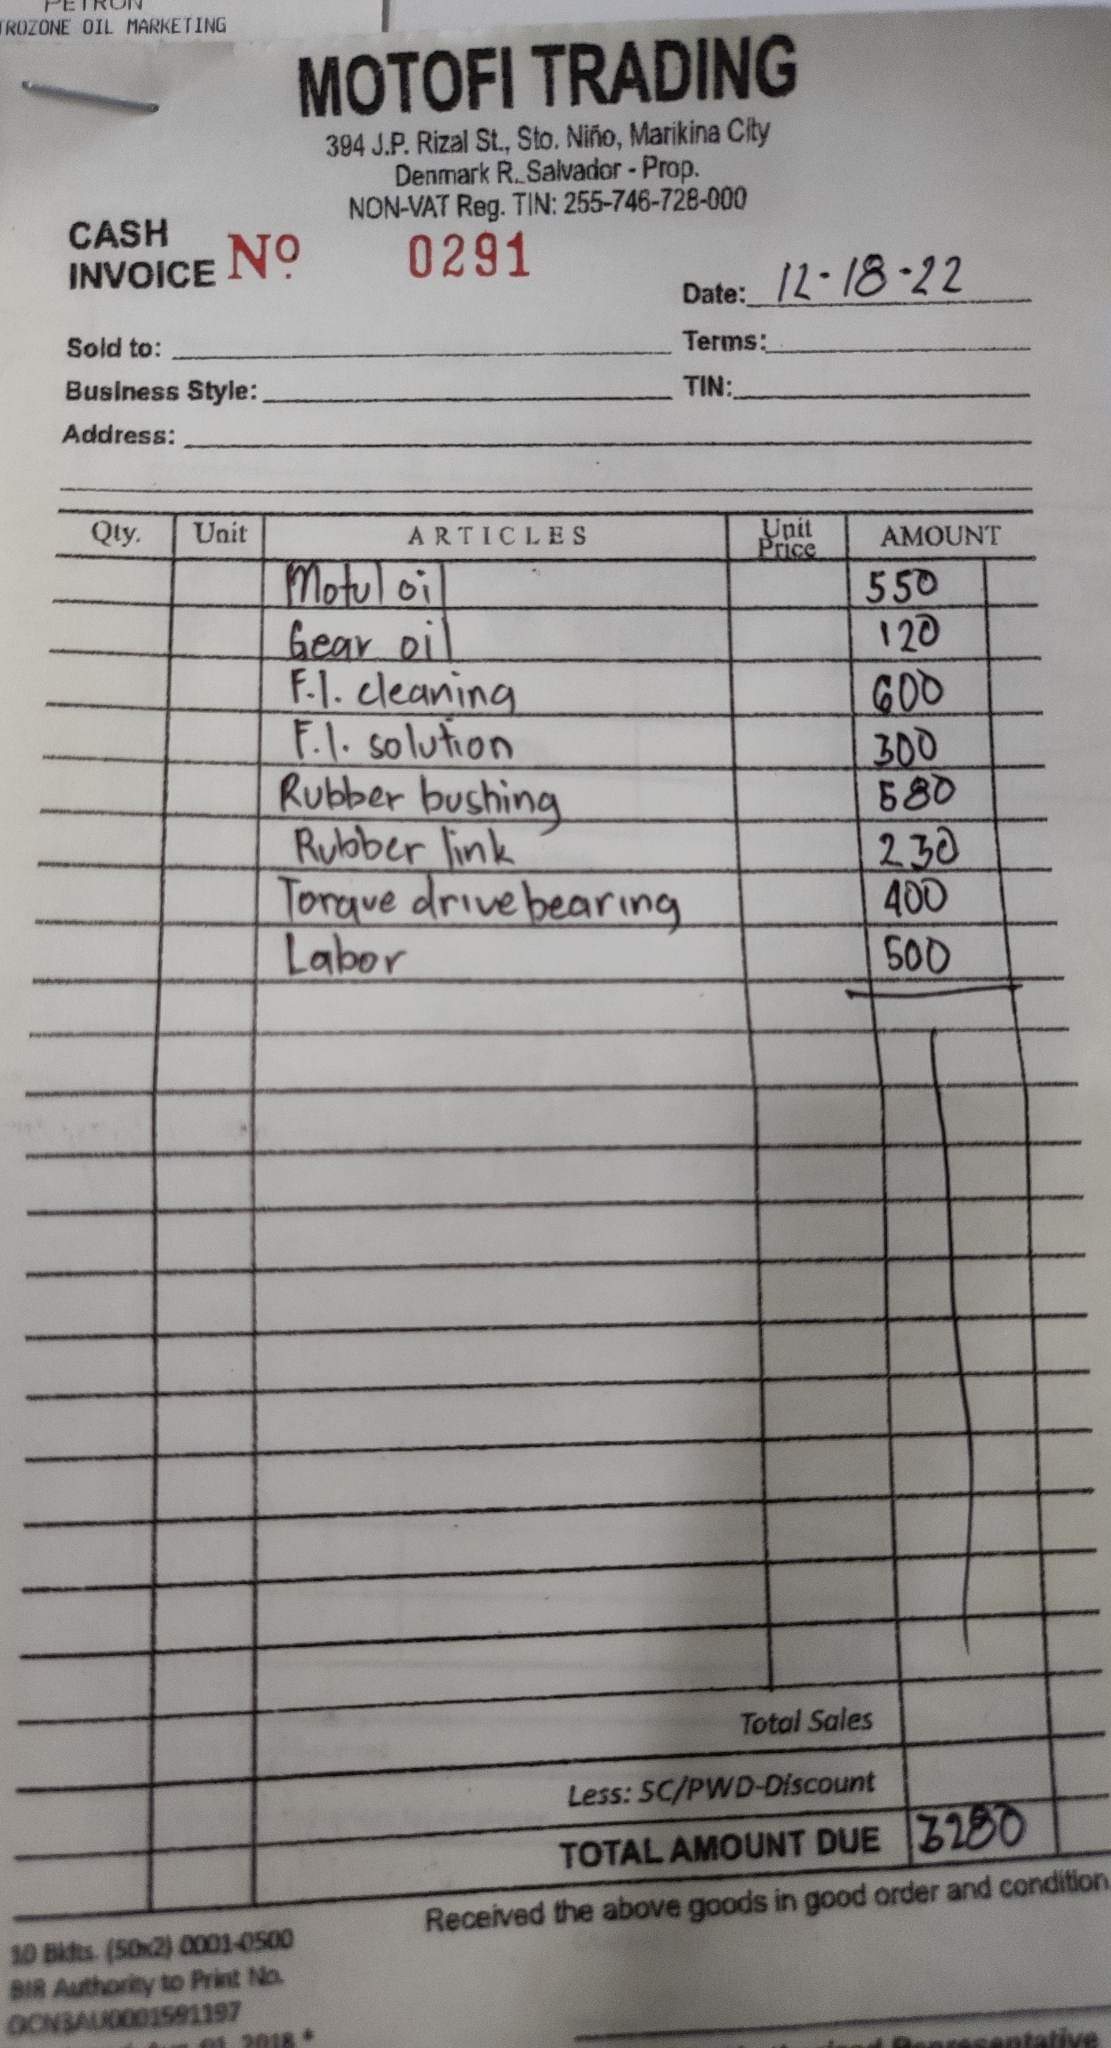 PETRON
TROZONE OIL MARKETING
MOTOFI TRADING
394 J.P. Rizal St., Sto. Niño, Marikina City
Denmark R. Salvador - Prop.
NON-VAT Reg. TIN: 255-746-728-000
CASH INVOICE Nº 0291
Date: 12-18-22
Sold to: Terms:
Business Style: TIN:
Address:
Qty. Unit ARTICLES Unit Price AMOUNT
Motul oil 550
Gear oil 120
F.I. cleaning 600
F.I. solution 300
Rubber bushing 580
Rubber link 230
Torque drive bearing 400
Labor 500
Total Sales
Less: SC/PWD-Discount
TOTAL AMOUNT DUE 3280
Received the above goods in good order and condition
10 Bklts. (50x2) 0001-0500
BIR Authority to Print No.
OCN3AU0001591197
01, 2018 *
Representative